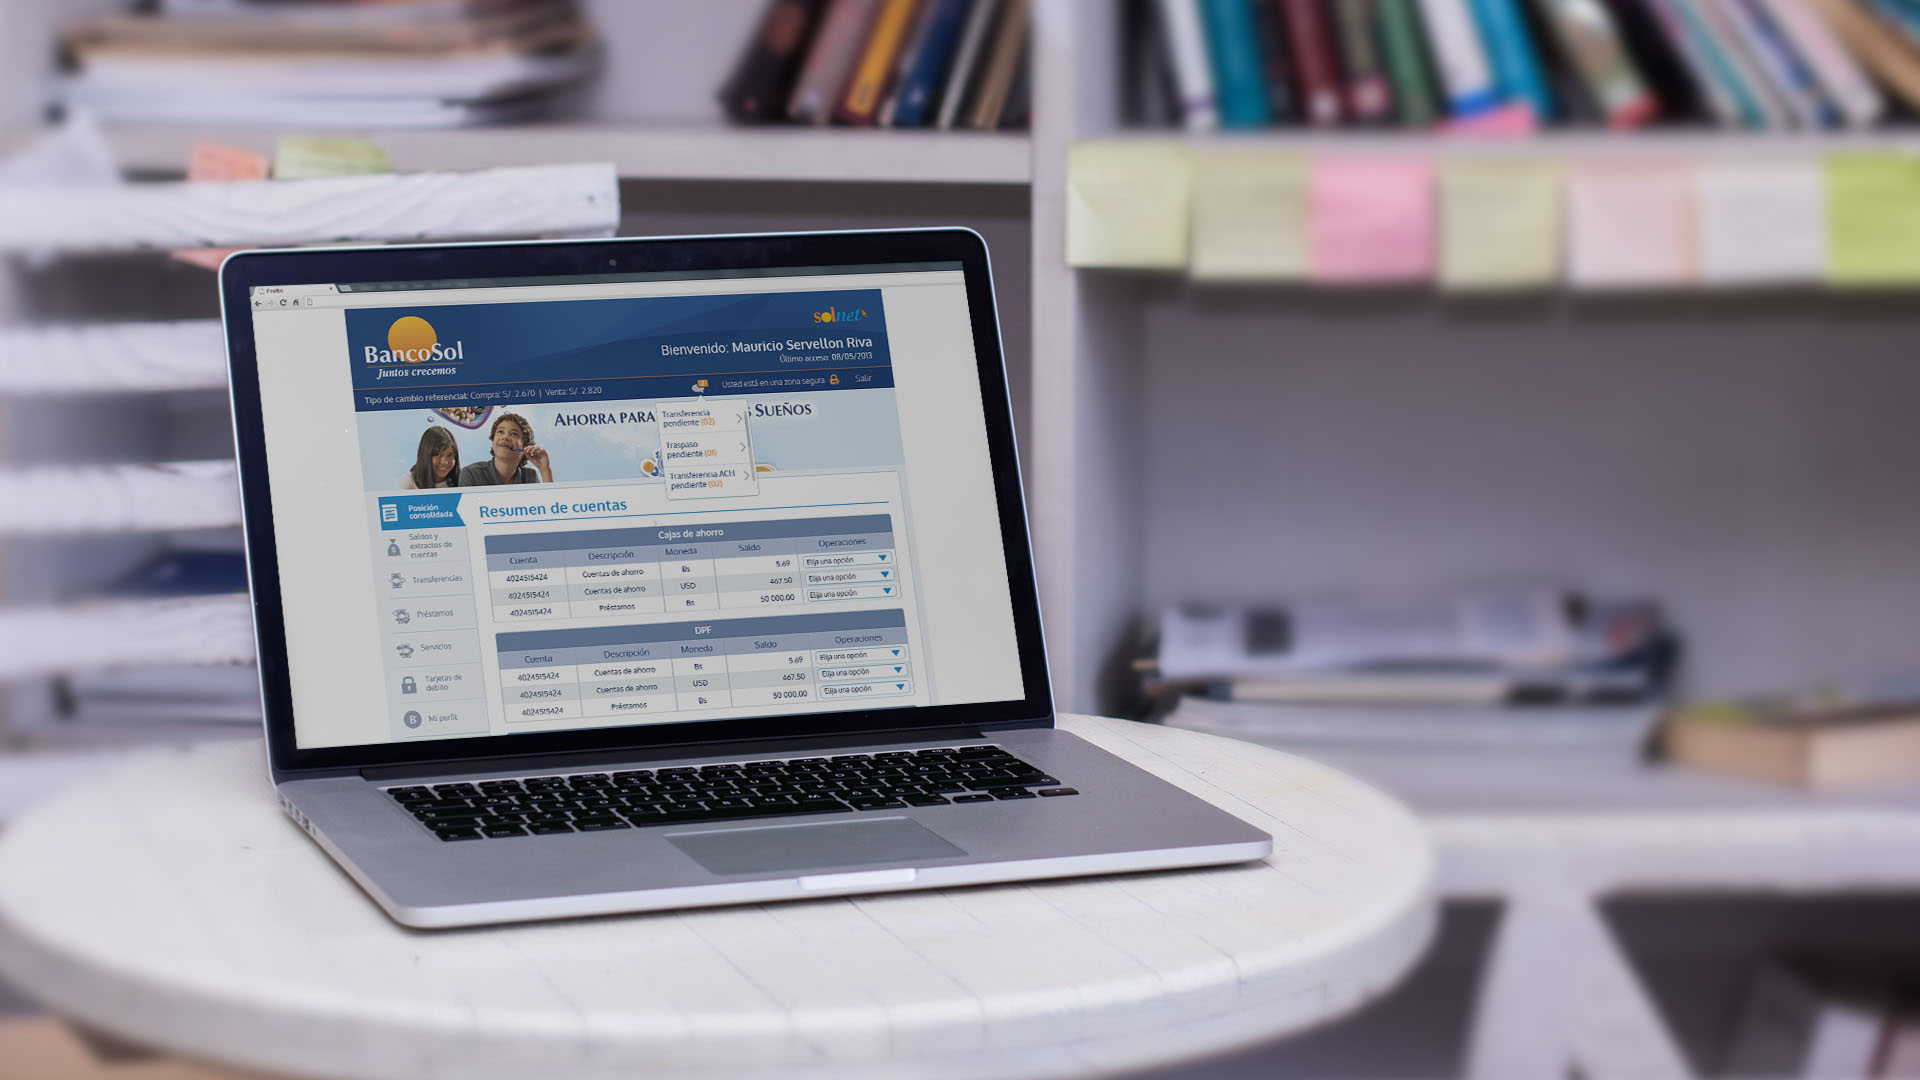 BancoSol
Juntos crecemos
solnet
Bienvenido: Mauricio Servellon Riva
Último acceso: 08/05/2013
Tipo de cambio referencial: Compra: S/. 2.670 | Venta: S/. 2.820
Usted está en una zona segura
Salir
AHORRA PARA
S SUEÑOS
Transferencia
pendiente (02)
Traspaso
pendiente (01)
Transferencia ACH
pendiente (02)
Posición
consolidada
Saldos y
extractos de
cuentas
Transferencias
Préstamos
Servicios
Tarjetas de
debito
B Mi perfil
Resumen de cuentas
Cajas de ahorro
Cuenta Descripción Moneda Saldo Operaciones
4024515424 Cuentas de ahorro Bs 5.69 Elija una opción
4024515424 Cuentas de ahorro USD 467.50 Elija una opción
4024515424 Préstamos Bs 50 000.00 Elija una opción
DPF
Cuenta Descripción Moneda Saldo Operaciones
4024515424 Cuentas de ahorro Bs 5.69 Elija una opción
4024515424 Cuentas de ahorro USD 467.50 Elija una opción
4024515424 Préstamos Bs 50 000.00 Elija una opción